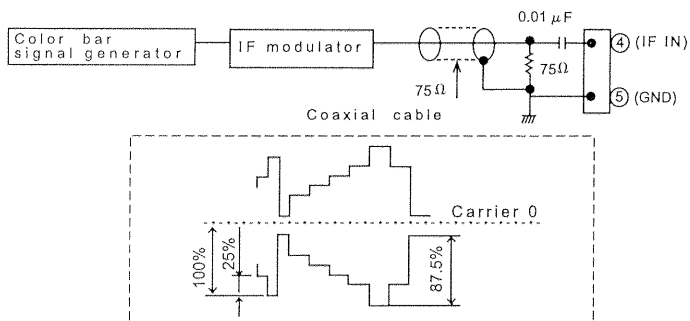 0.01 μF
Color bar
signal generator
IF modulator
④ (IF IN)
75Ω
75Ω
⑤ (GND)
Coaxial cable
Carrier 0
100%
25%
87.5%